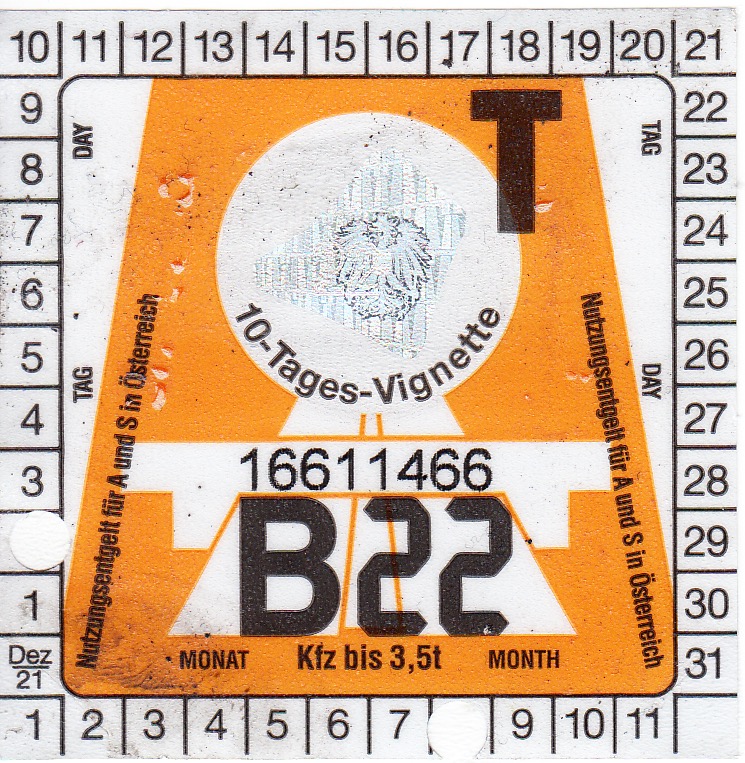 10 11 12 13 14 15 16 17 18 19 20 21
9
8
7
6
5
4
3
1
Dez
21
DAY
TAG
T
TAG
DAY
22
23
24
25
26
27
28
29
30
31
10-Tages-Vignette
Nutzungsentgelt für A und S in Österreich
Nutzungsentgelt für A und S in Österreich
16611466
B22
MONAT Kfz bis 3,5t MONTH
1 2 3 4 5 6 7 9 10 11